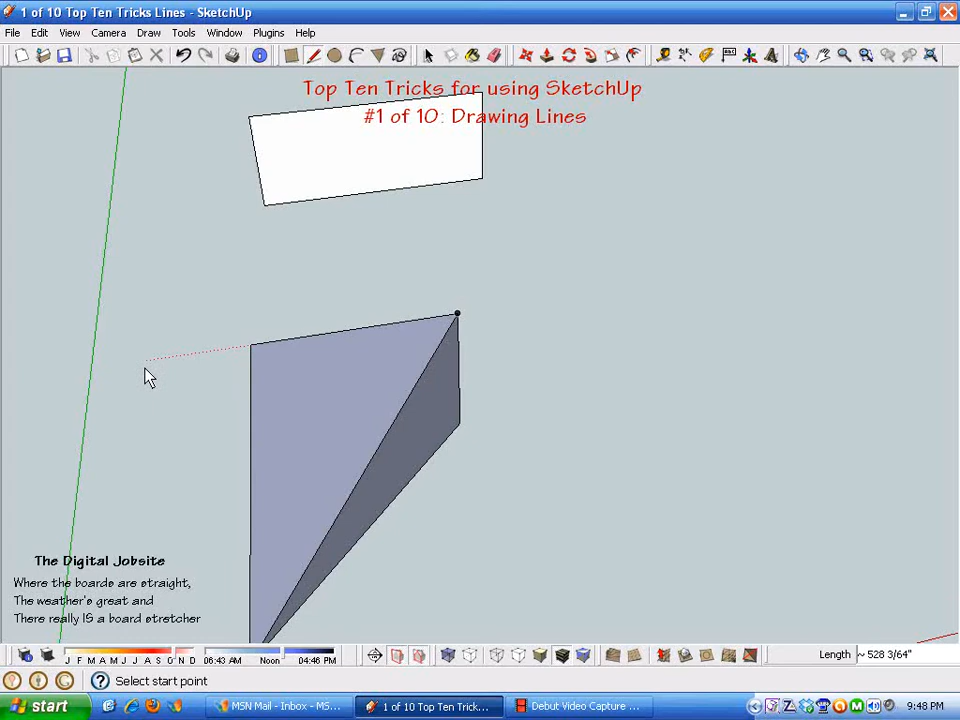 1 of 10 Top Ten Tricks Lines - SketchUp
File Edit View Camera Draw Tools Window Plugins Help
Top Ten Tricks for using SketchUp
#1 of 10: Drawing Lines
The Digital Jobsite
Where the boards are straight,
The weather's great and
There really IS a board stretcher
J F M A M J J A S O N D 06:43 AM Noon 04:46 PM Length ~ 528 3/64"
Select start point
start MSN Mail - Inbox - MS... 1 of 10 Top Ten Trick... Debut Video Capture ... 9:48 PM